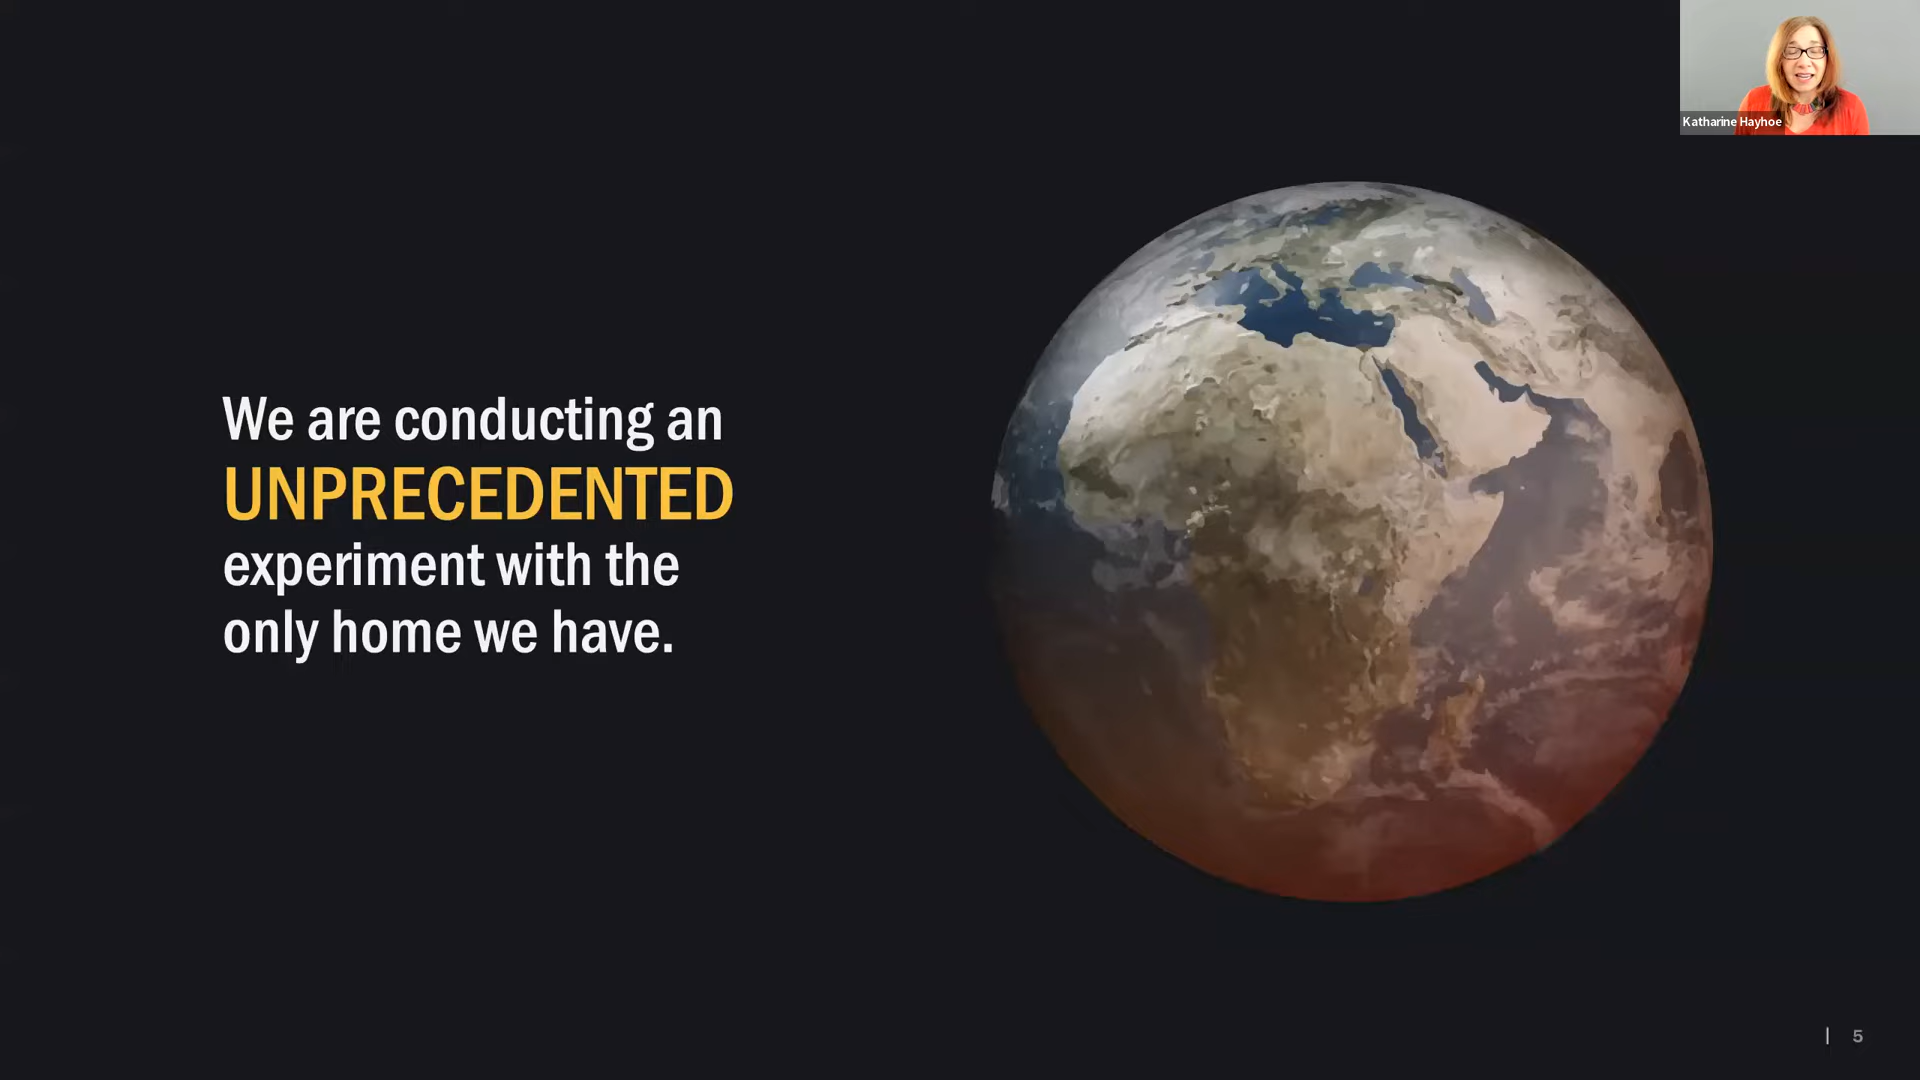 Katharine Hayhoe
We are conducting an
UNPRECEDENTED
experiment with the
only home we have.
| 5